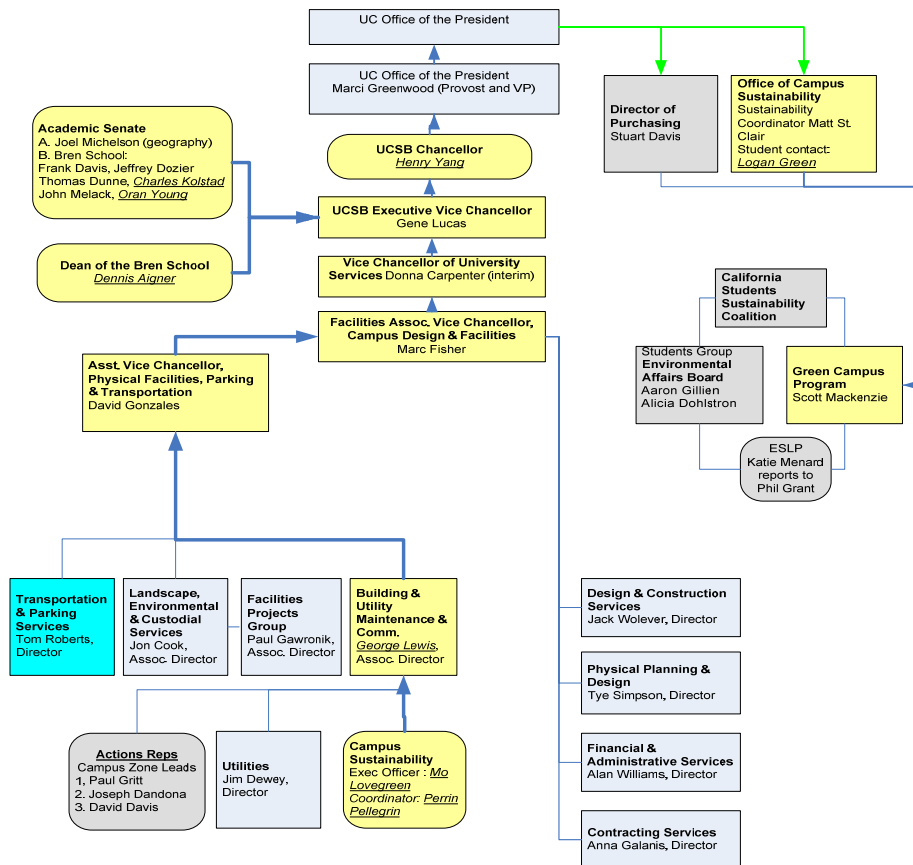 UC Office of the President
UC Office of the President
Marci Greenwood (Provost and VP)
Director of
Purchasing
Stuart Davis
Office of Campus
Sustainability
Sustainability
Coordinator Matt St.
Clair
Student contact:
Logan Green
Academic Senate
A. Joel Michelson (geography)
B. Bren School:
Frank Davis, Jeffrey Dozier
Thomas Dunne, Charles Kolstad
John Melack, Oran Young
UCSB Chancellor
Henry Yang
UCSB Executive Vice Chancellor
Gene Lucas
Dean of the Bren School
Dennis Aigner
Vice Chancellor of University
Services Donna Carpenter (interim)
Facilities Assoc. Vice Chancellor,
Campus Design & Facilities
Marc Fisher
California
Students
Sustainability
Coalition
Students Group
Environmental
Affairs Board
Aaron Gillien
Alicia Dohlstron
Green Campus
Program
Scott Mackenzie
ESLP
Katie Menard
reports to
Phil Grant
Asst. Vice Chancellor,
Physical Facilities, Parking
& Transportation
David Gonzales
Transportation
& Parking
Services
Tom Roberts,
Director
Landscape,
Environmental
& Custodial
Services
Jon Cook,
Assoc. Director
Facilities
Projects
Group
Paul Gawronik,
Assoc. Director
Building &
Utility
Maintenance &
Comm.
George Lewis,
Assoc. Director
Design & Construction
Services
Jack Wolever, Director
Physical Planning &
Design
Tye Simpson, Director
Financial &
Administrative Services
Alan Williams, Director
Contracting Services
Anna Galanis, Director
Actions Reps
Campus Zone Leads
1, Paul Gritt
2. Joseph Dandona
3. David Davis
Utilities
Jim Dewey,
Director
Campus
Sustainability
Exec Officer : Mo
Lovegreen
Coordinator: Perrin
Pellegrin